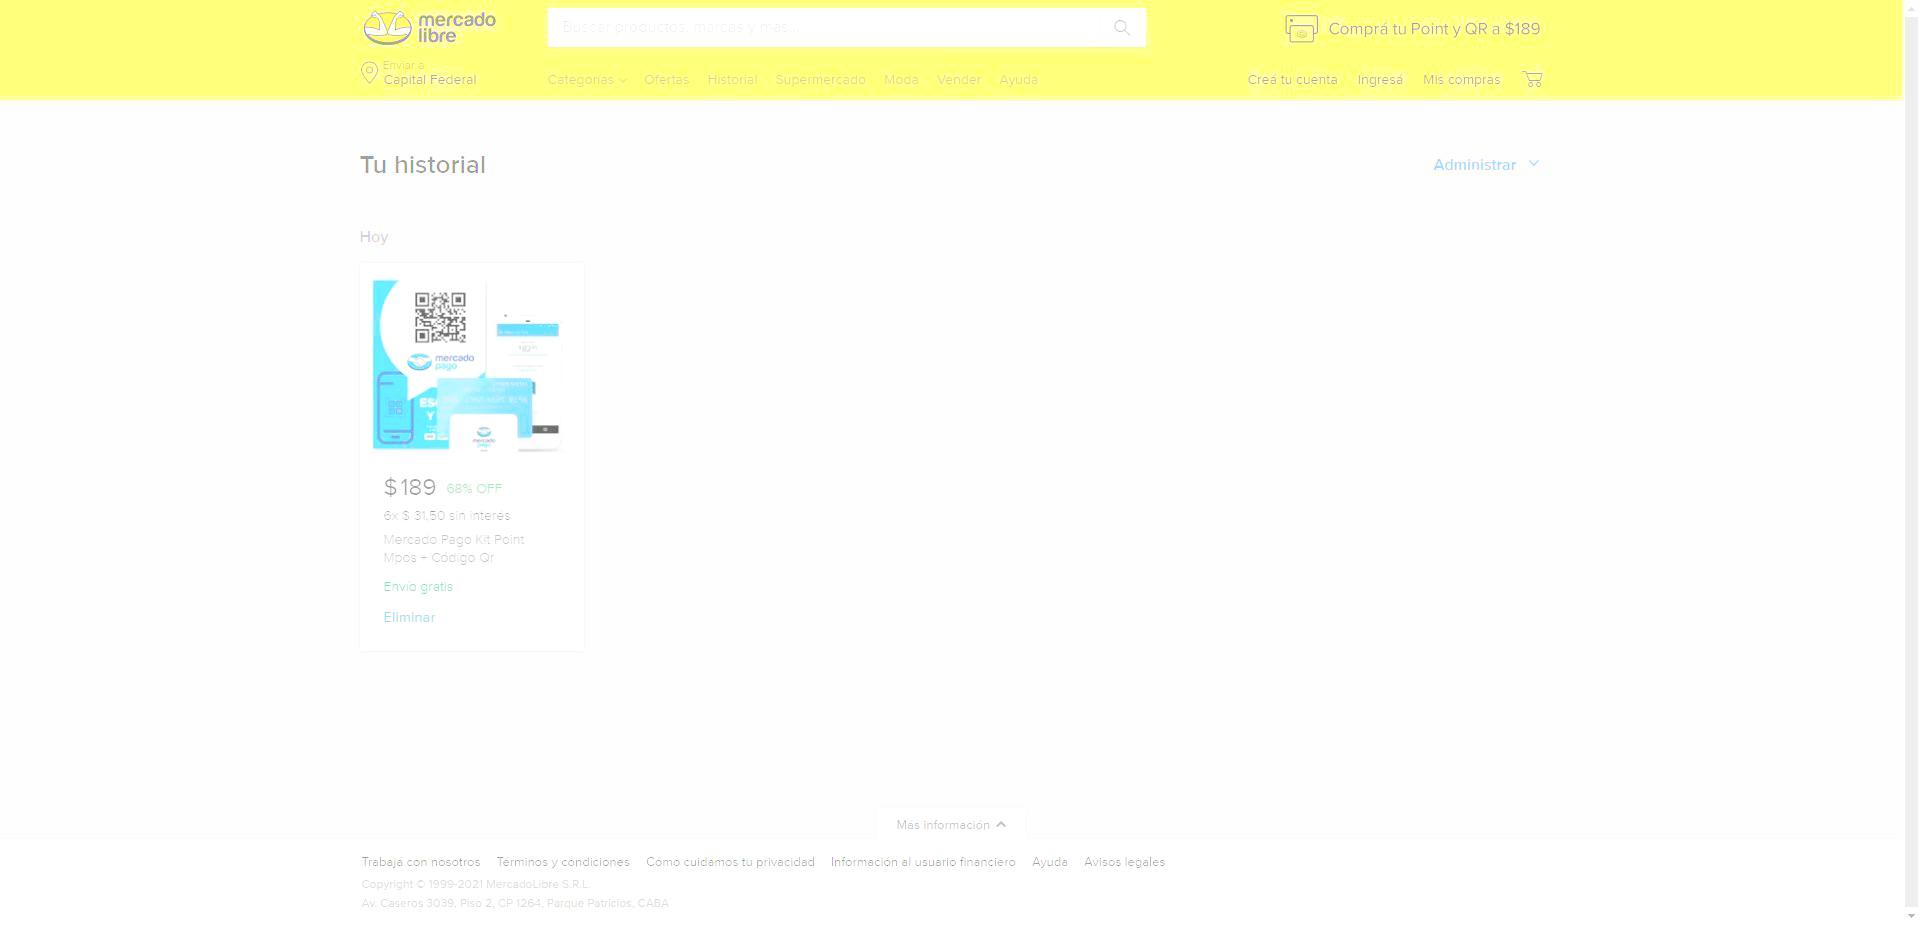 mercado
libre
Buscar productos, marcas y más...
Comprá tu Point y QR a $189
Enviar a
Capital Federal
Categorías Ofertas Historial Supermercado Moda Vender Ayuda
Creá tu cuenta Ingresá Mis compras
Tu historial
Administrar
Hoy
mercado
pago
mercado
pago
$ 189 68% OFF
6x $ 31,50 sin interés
Mercado Pago Kit Point
Mpos + Código Qr
Envío gratis
Eliminar
Más información
Trabajá con nosotros Términos y condiciones Cómo cuidamos tu privacidad Información al usuario financiero Ayuda Avisos legales
Copyright © 1999-2021 MercadoLibre S.R.L.
Av. Caseros 3039, Piso 2, CP 1264, Parque Patricios, CABA